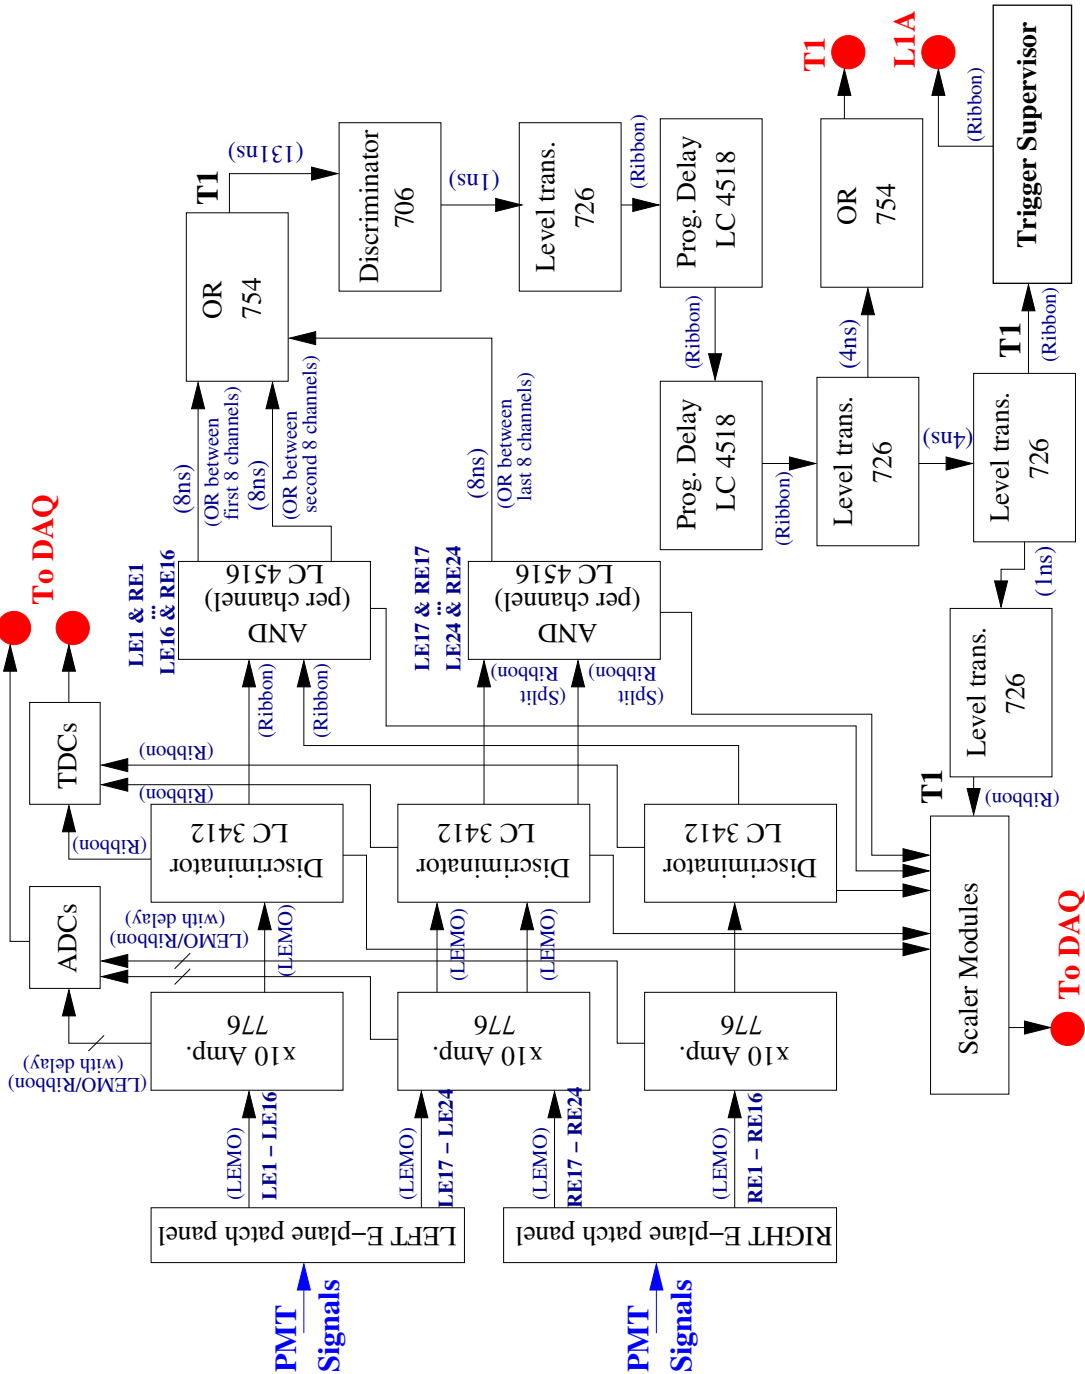 PMT
Signals
PMT
Signals
LEFT E–plane patch panel
RIGHT E–plane patch panel
(LEMO)
LE1 – LE16
(LEMO)
LE17 – LE24
(LEMO)
RE17 – RE24
(LEMO)
RE1 – RE16
x10 Amp.
776
x10 Amp.
776
x10 Amp.
776
(LEMO/Ribbon)
(with delay)
(LEMO/Ribbon)
(with delay)
(LEMO)
(LEMO)
(LEMO)
(LEMO)
ADCs
Discriminator
LC 3412
Discriminator
LC 3412
Discriminator
LC 3412
(Ribbon)
(Ribbon)
(Ribbon)
TDCs
To DAQ
(Ribbon)
(Ribbon)
(Split
Ribbon)
(Split
Ribbon)
LE1 & RE1
...
LE16 & RE16
AND
(per channel)
LC 4516
LE17 & RE17
...
LE24 & RE24
AND
(per channel)
LC 4516
(8ns)
(OR between
first 8 channels)
(8ns)
(OR between
second 8 channels)
(8ns)
(OR between
last 8 channels)
OR
754
T1
(131ns)
Discriminator
706
(1ns)
Level trans.
726
(Ribbon)
Prog. Delay
LC 4518
(Ribbon)
Prog. Delay
LC 4518
(Ribbon)
Level trans.
726
(4ns)
OR
754
T1
(4ns)
Level trans.
726
T1
(Ribbon)
Trigger Supervisor
(Ribbon)
L1A
(1ns)
Level trans.
726
T1
(Ribbon)
Scaler Modules
To DAQ